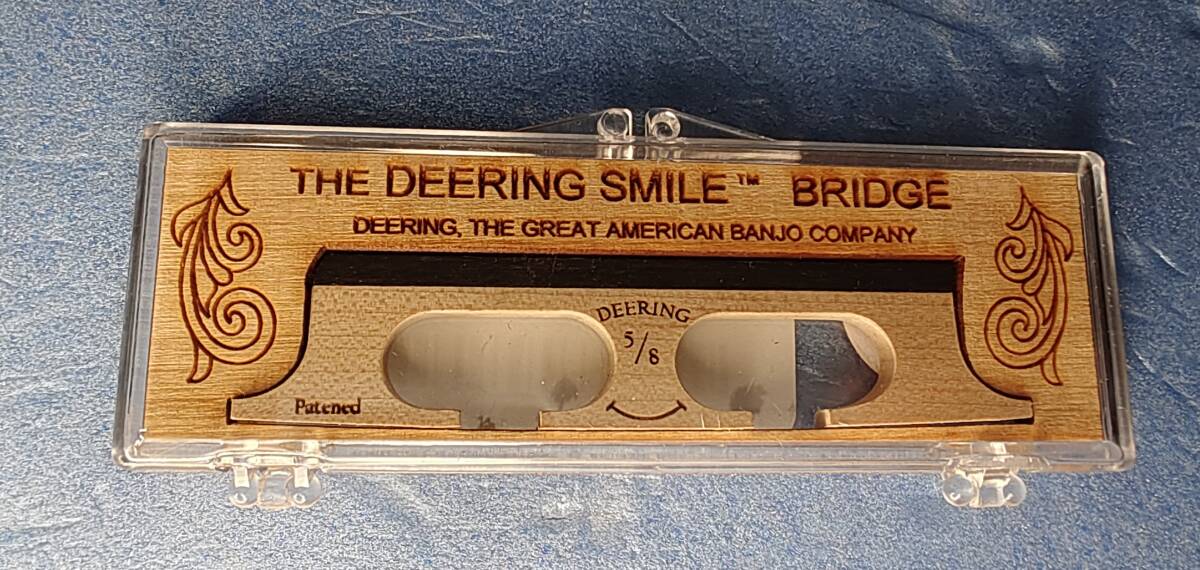 THE DEERING SMILE™ BRIDGE
DEERING, THE GREAT AMERICAN BANJO COMPANY
DEERING
5/8
Patened